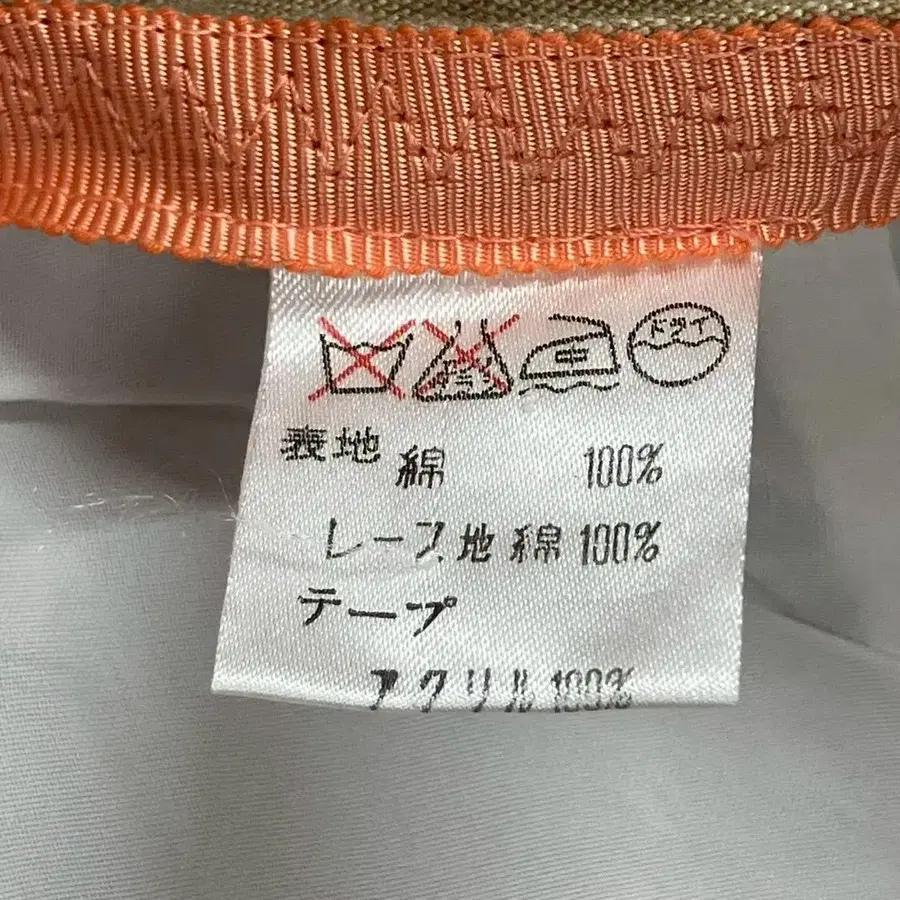 ドライ
表地 綿 100%
レース地 綿 100%
テープ
アクリル 100%